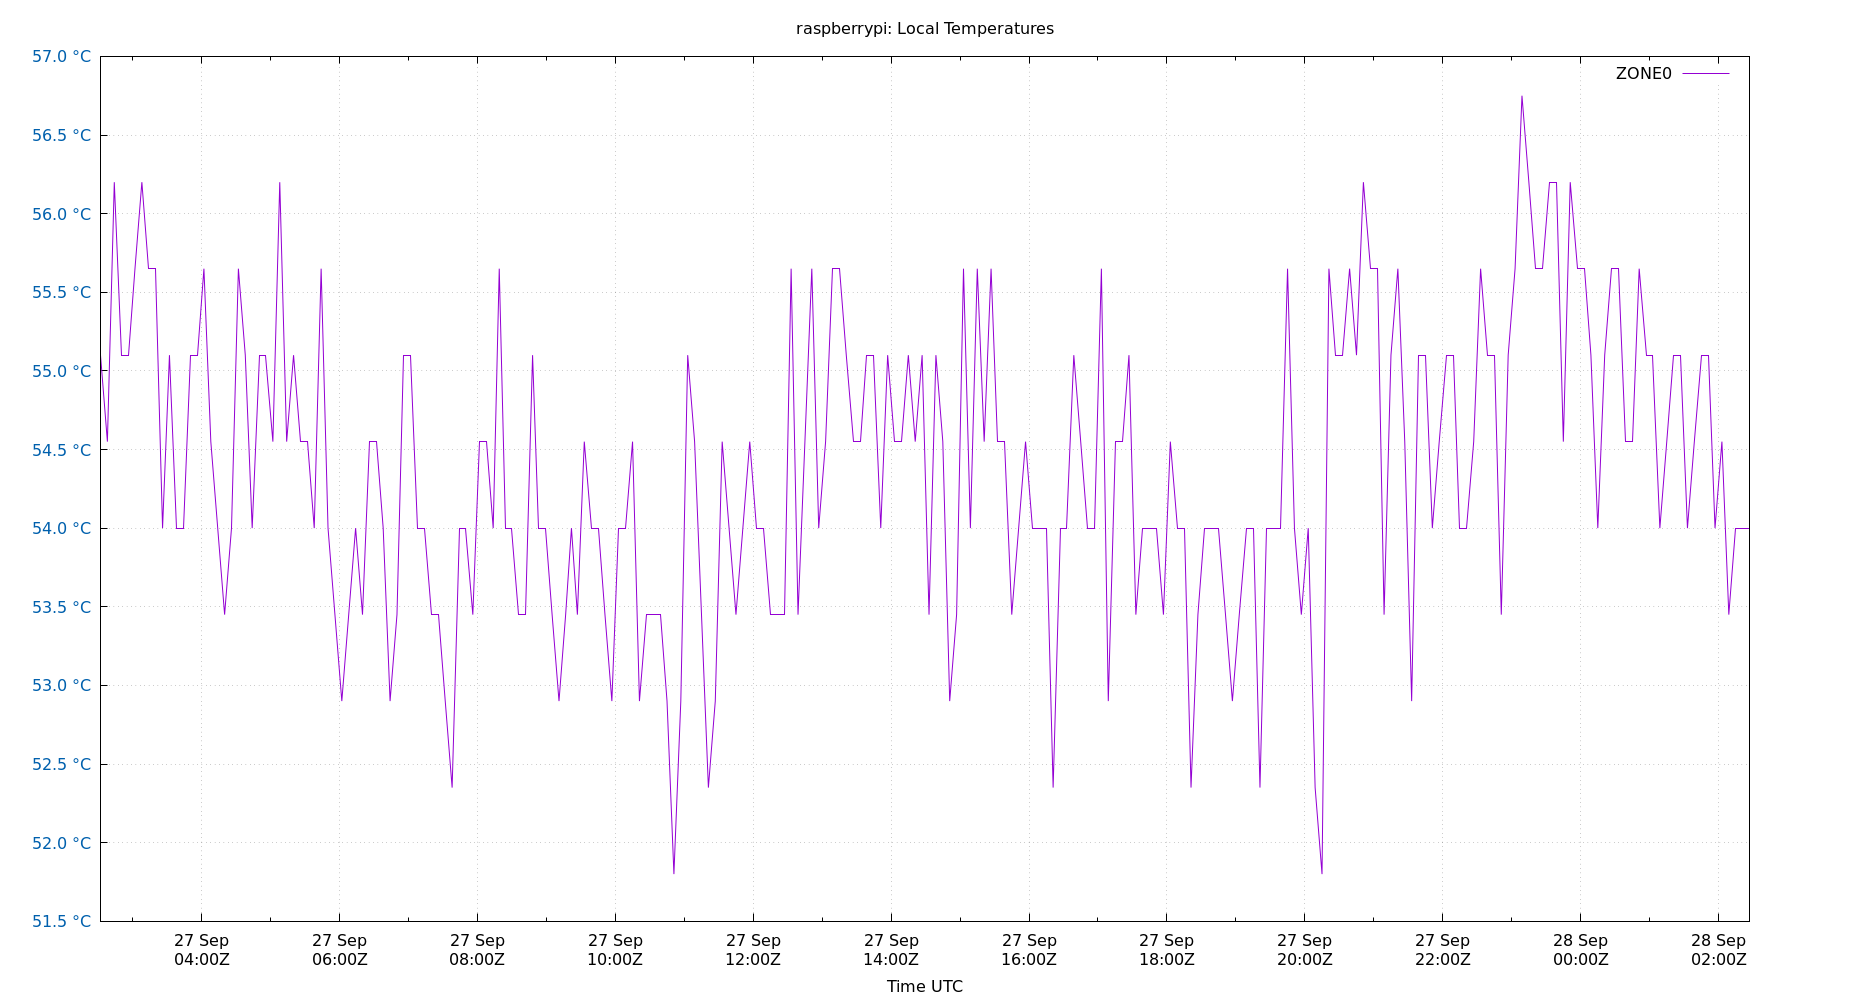 raspberrypi: Local Temperatures
57.0 °C
ZONE0
56.5 °C
56.0 °C
55.5 °C
55.0 °C
54.5 °C
54.0 °C
53.5 °C
53.0 °C
52.5 °C
52.0 °C
51.5 °C
27 Sep 27 Sep 27 Sep 27 Sep 27 Sep 27 Sep 27 Sep 27 Sep 27 Sep 27 Sep 28 Sep 28 Sep
04:00Z 06:00Z 08:00Z 10:00Z 12:00Z 14:00Z 16:00Z 18:00Z 20:00Z 22:00Z 00:00Z 02:00Z
Time UTC